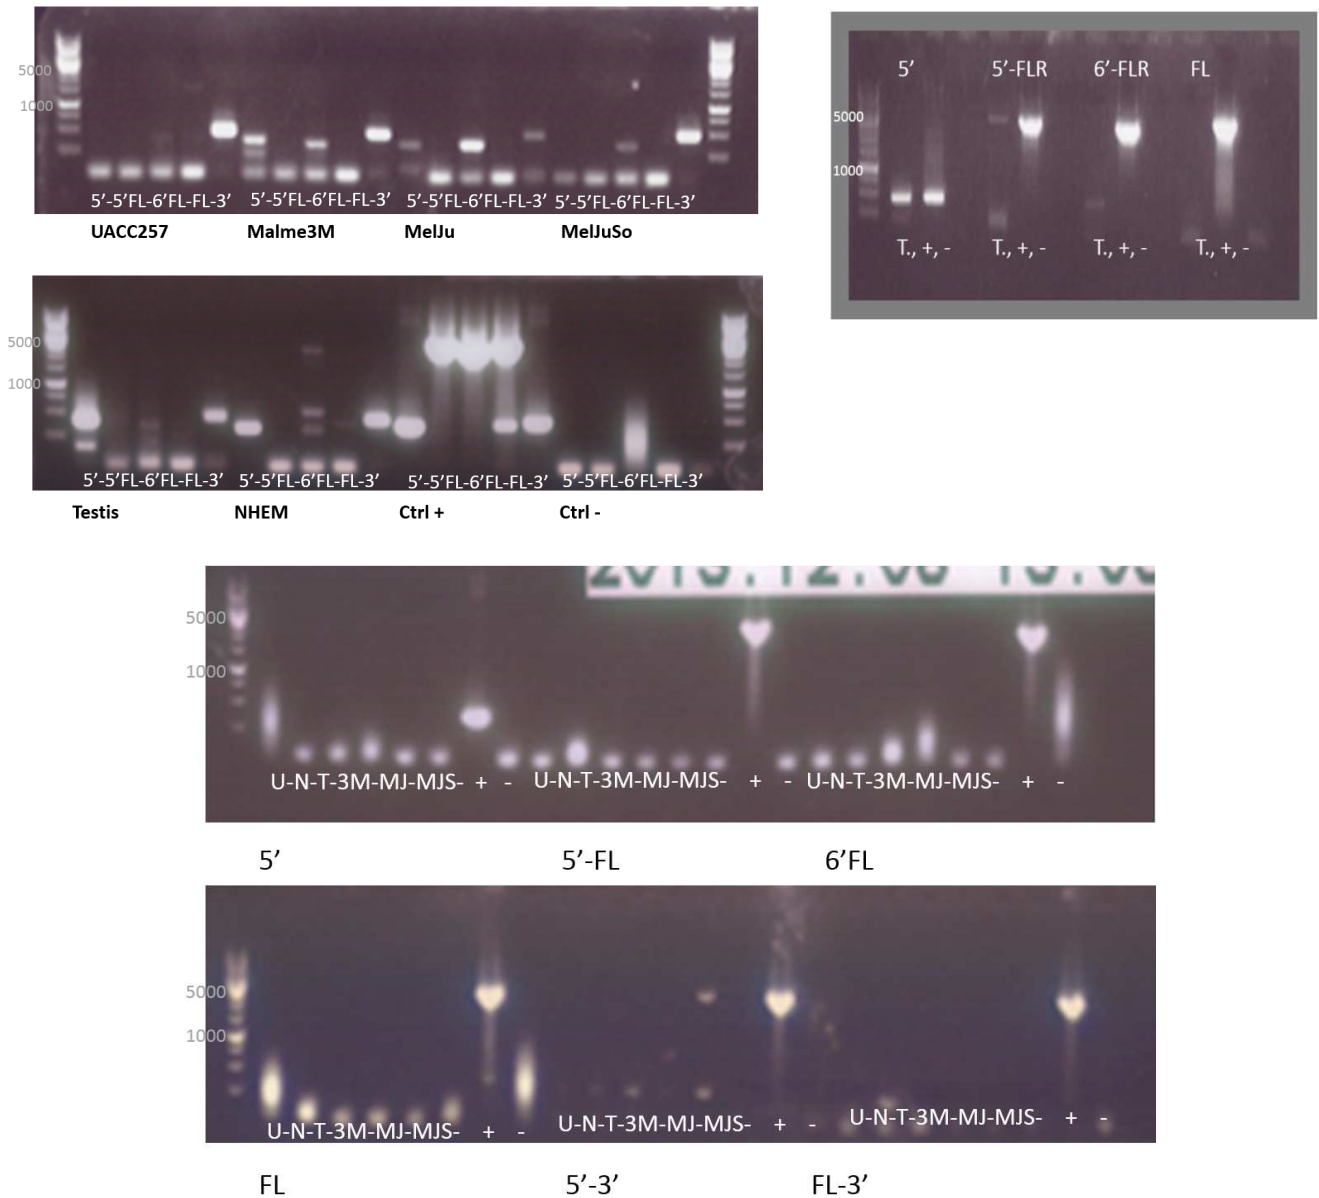 5000
1000
5’-5’FL-6’FL-FL-3’ 5’-5’FL-6’FL-FL-3’ 5’-5’FL-6’FL-FL-3’ 5’-5’FL-6’FL-FL-3’
UACC257 Malme3M MelJu MelJuSo
5’ 5’-FLR 6’-FLR FL
5000
1000
T., +, - T., +, - T., +, - T., +, -
5000
1000
5’-5’FL-6’FL-FL-3’ 5’-5’FL-6’FL-FL-3’ 5’-5’FL-6’FL-FL-3’ 5’-5’FL-6’FL-FL-3’
Testis NHEM Ctrl + Ctrl -
5000
1000
U-N-T-3M-MJ-MJS- + - U-N-T-3M-MJ-MJS- + - U-N-T-3M-MJ-MJS- + -
5’ 5’-FL 6’FL
5000
1000
U-N-T-3M-MJ-MJS- + - U-N-T-3M-MJ-MJS- + - U-N-T-3M-MJ-MJS- + -
FL 5’-3’ FL-3’